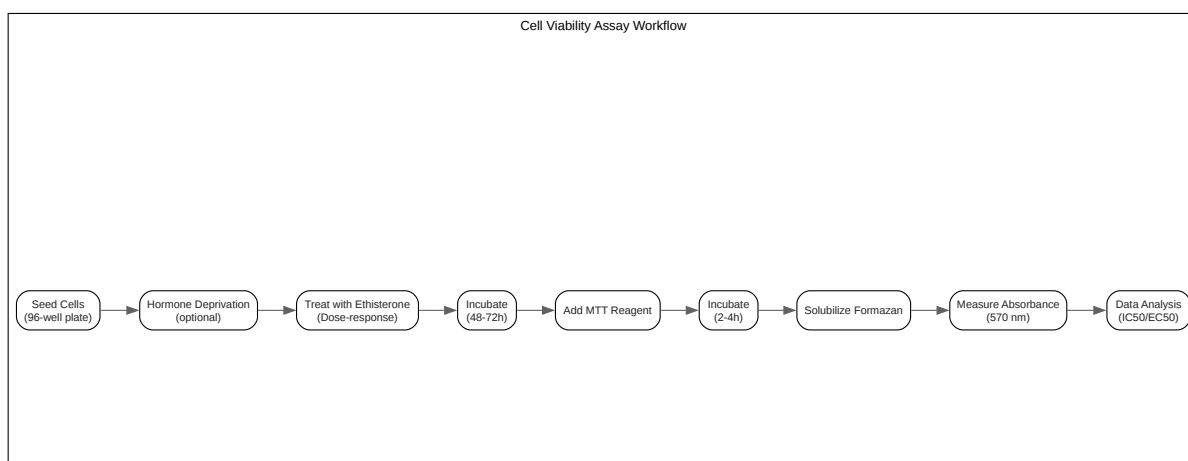 Cell Viability Assay Workflow
Seed Cells
(96-well plate)
Hormone Deprivation
(optional)
Treat with Ethisterone
(Dose-response)
Incubate
(48-72h)
Add MTT Reagent
Incubate
(2-4h)
Solubilize Formazan
Measure Absorbance
(570 nm)
Data Analysis
(IC50/EC50)